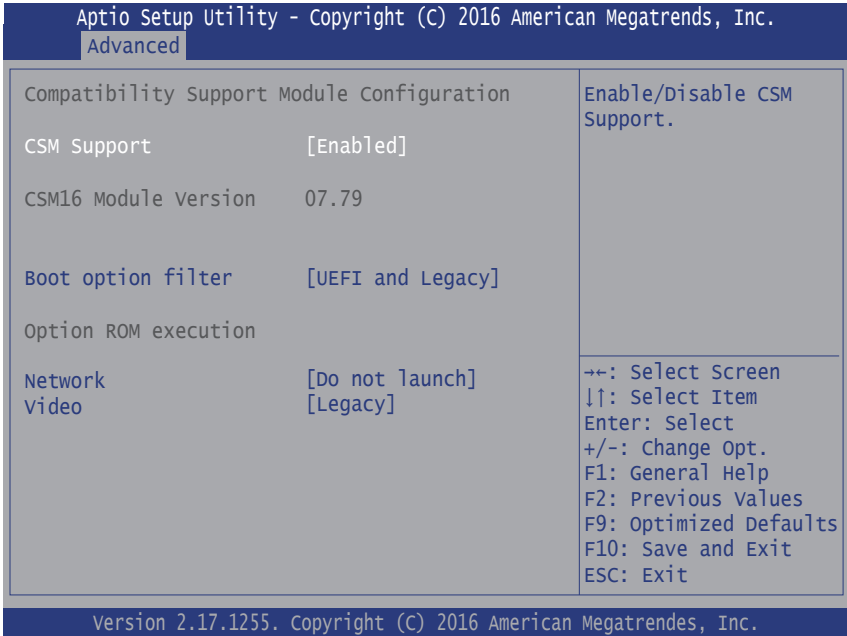 Aptio Setup Utility - Copyright (C) 2016 American Megatrends, Inc.
Advanced
Compatibility Support Module Configuration
CSM Support [Enabled]
CSM16 Module Version 07.79
Boot option filter [UEFI and Legacy]
Option ROM execution
Network [Do not launch]
Video [Legacy]
Enable/Disable CSM
Support.
→←: Select Screen
↓↑: Select Item
Enter: Select
+/-: Change Opt.
F1: General Help
F2: Previous Values
F9: Optimized Defaults
F10: Save and Exit
ESC: Exit
Version 2.17.1255. Copyright (C) 2016 American Megatrendes, Inc.